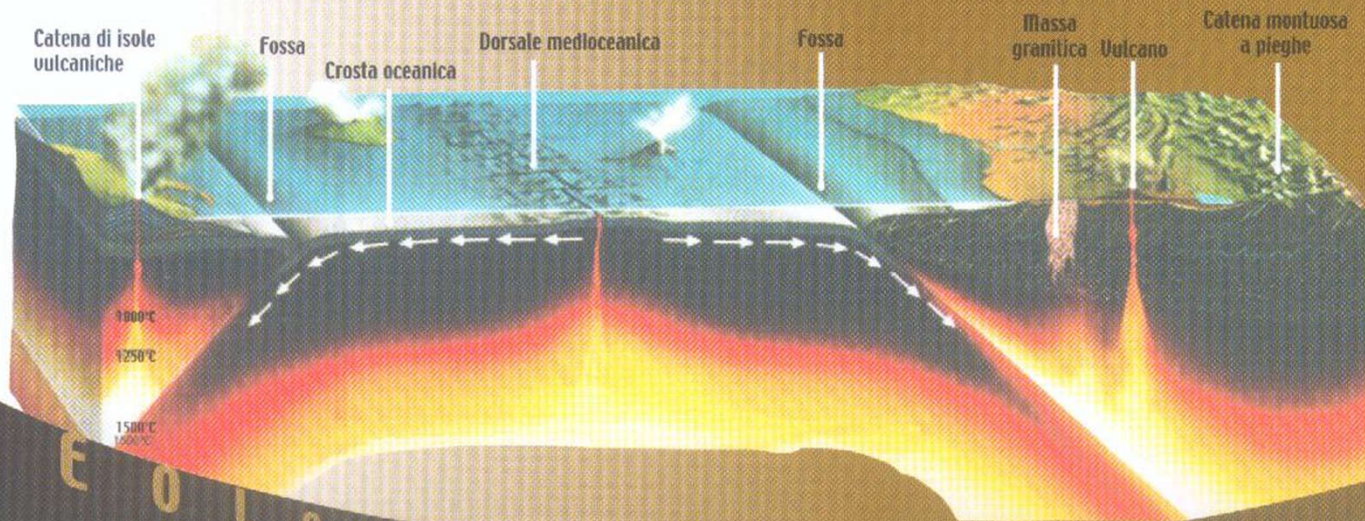 Catena di isole
vulcaniche
Fossa
Crosta oceanica
Dorsale medioceanica
Fossa
Massa
granitica
Vulcano
Catena montuosa
a pieghe
1000°C
1250°C
1500°C
1600°C
E o l